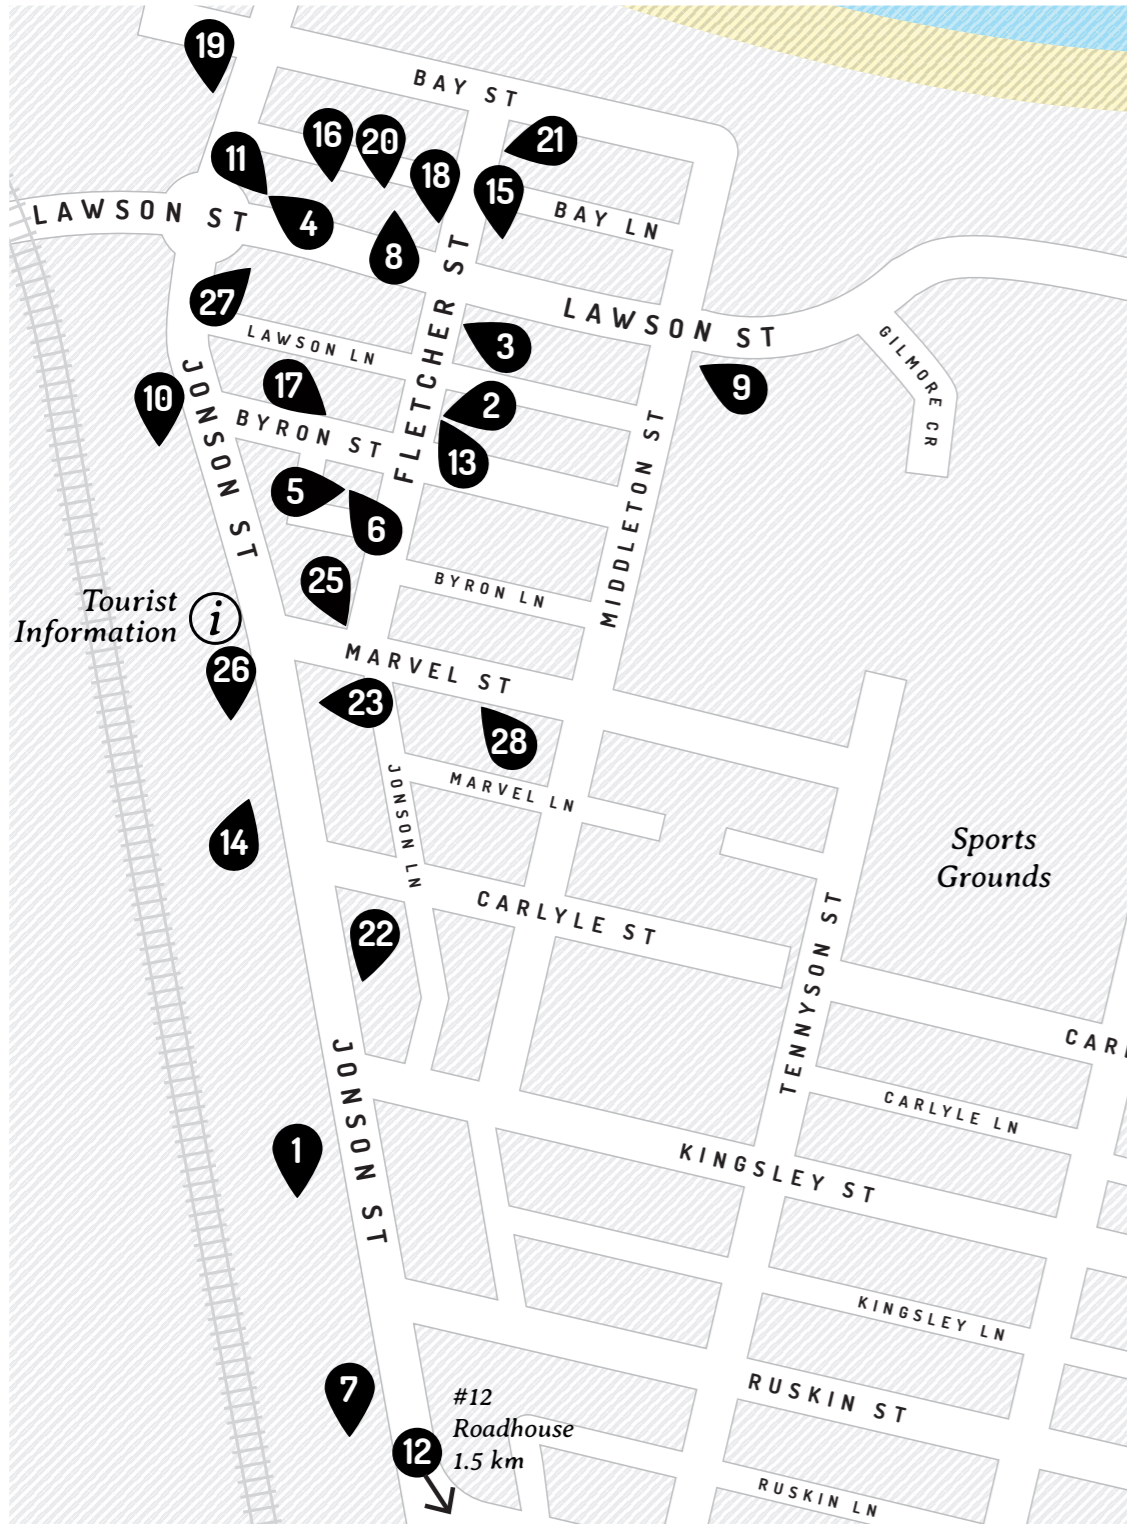 19
BAY ST
16
20
21
11
18
15
LAWSON ST
4
BAY LN
8
27
FLETCHER ST
LAWSON ST
LAWSON LN
3
GILMORE CR
10
JONSON ST
17
2
9
BYRON ST
13
MIDDLETON ST
5
6
25
BYRON LN
Tourist
Information
i
26
MARVEL ST
23
28
JONSON LN
MARVEL LN
14
Sports
Grounds
22
CARLYLE ST
TENNYSON ST
JONSON ST
CARL
CARLYLE LN
1
KINGSLEY ST
KINGSLEY LN
7
RUSKIN ST
#12
Roadhouse
1.5 km
12
RUSKIN LN